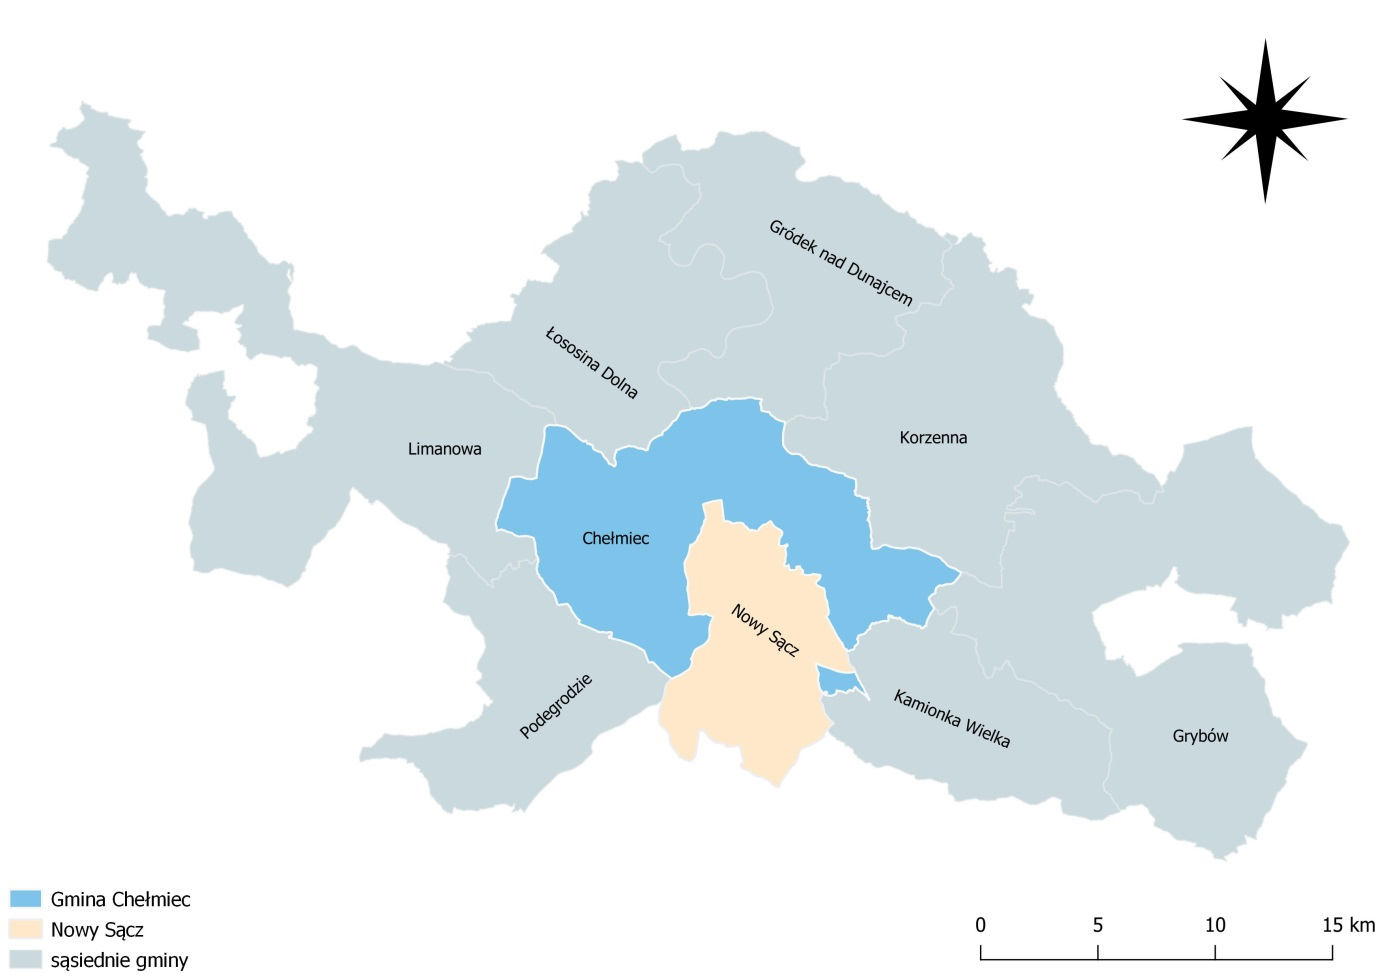 Gródek nad Dunajcem
Łososina Dolna
Limanowa
Korzenna
Chełmiec
Nowy Sącz
Podegrodzie
Kamionka Wielka
Grybów
Gmina Chełmiec
Nowy Sącz
sąsiednie gminy
0 5 10 15 km